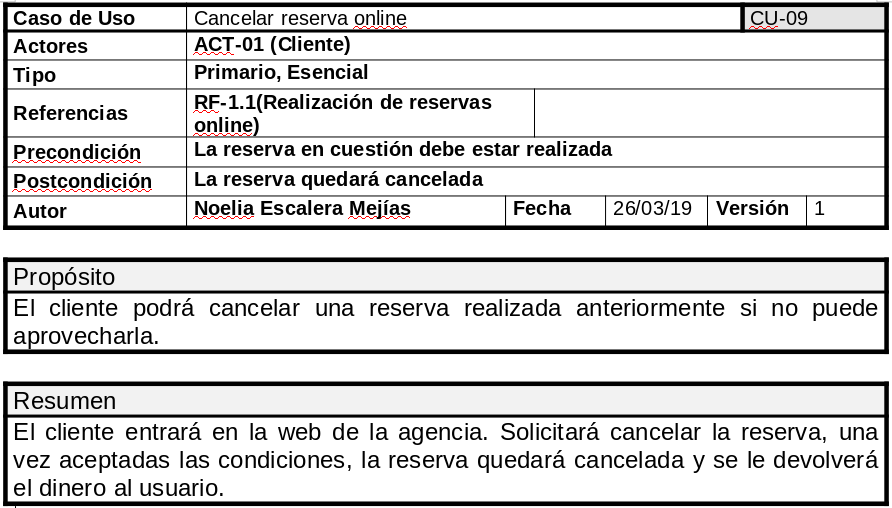 Caso de Uso Cancelar reserva online CU-09
Actores ACT-01 (Cliente)
Tipo Primario, Esencial
Referencias RF-1.1(Realización de reservas
online)
Precondición La reserva en cuestión debe estar realizada
Postcondición La reserva quedará cancelada
Autor Noelia Escalera Mejías Fecha 26/03/19 Versión 1
Propósito
El cliente podrá cancelar una reserva realizada anteriormente si no puede
aprovecharla.
Resumen
El cliente entrará en la web de la agencia. Solicitará cancelar la reserva, una
vez aceptadas las condiciones, la reserva quedará cancelada y se le devolverá
el dinero al usuario.